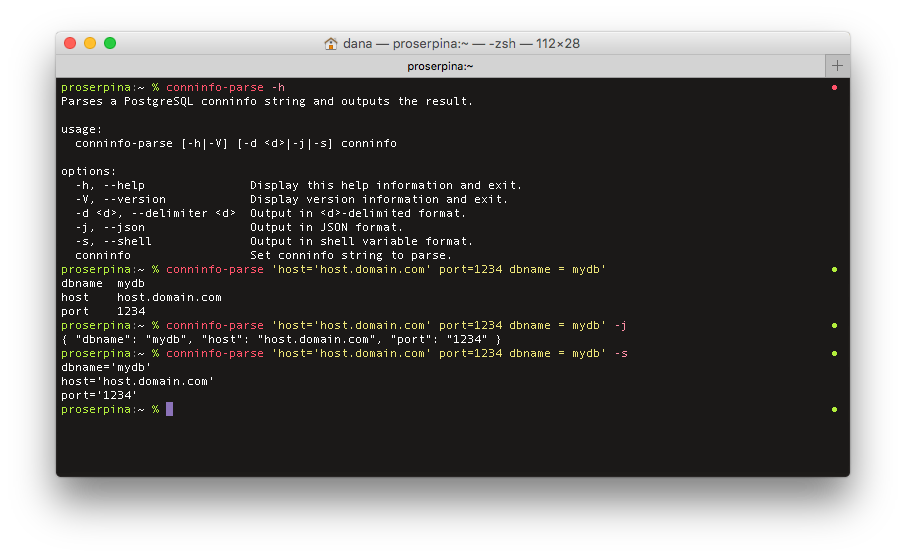 dana — proserpina:~ — -zsh — 112×28
proserpina:~
proserpina:~ % conninfo-parse -h
Parses a PostgreSQL conninfo string and outputs the result.
usage:
  conninfo-parse [-h|-V] [-d <d>|-j|-s] conninfo
options:
  -h, --help               Display this help information and exit.
  -V, --version            Display version information and exit.
  -d <d>, --delimiter <d>  Output in <d>-delimited format.
  -j, --json               Output in JSON format.
  -s, --shell              Output in shell variable format.
  conninfo                 Set conninfo string to parse.
proserpina:~ % conninfo-parse 'host='host.domain.com' port=1234 dbname = mydb'
dbname  mydb
host    host.domain.com
port    1234
proserpina:~ % conninfo-parse 'host='host.domain.com' port=1234 dbname = mydb' -j
{ "dbname": "mydb", "host": "host.domain.com", "port": "1234" }
proserpina:~ % conninfo-parse 'host='host.domain.com' port=1234 dbname = mydb' -s
dbname='mydb'
host='host.domain.com'
port='1234'
proserpina:~ %